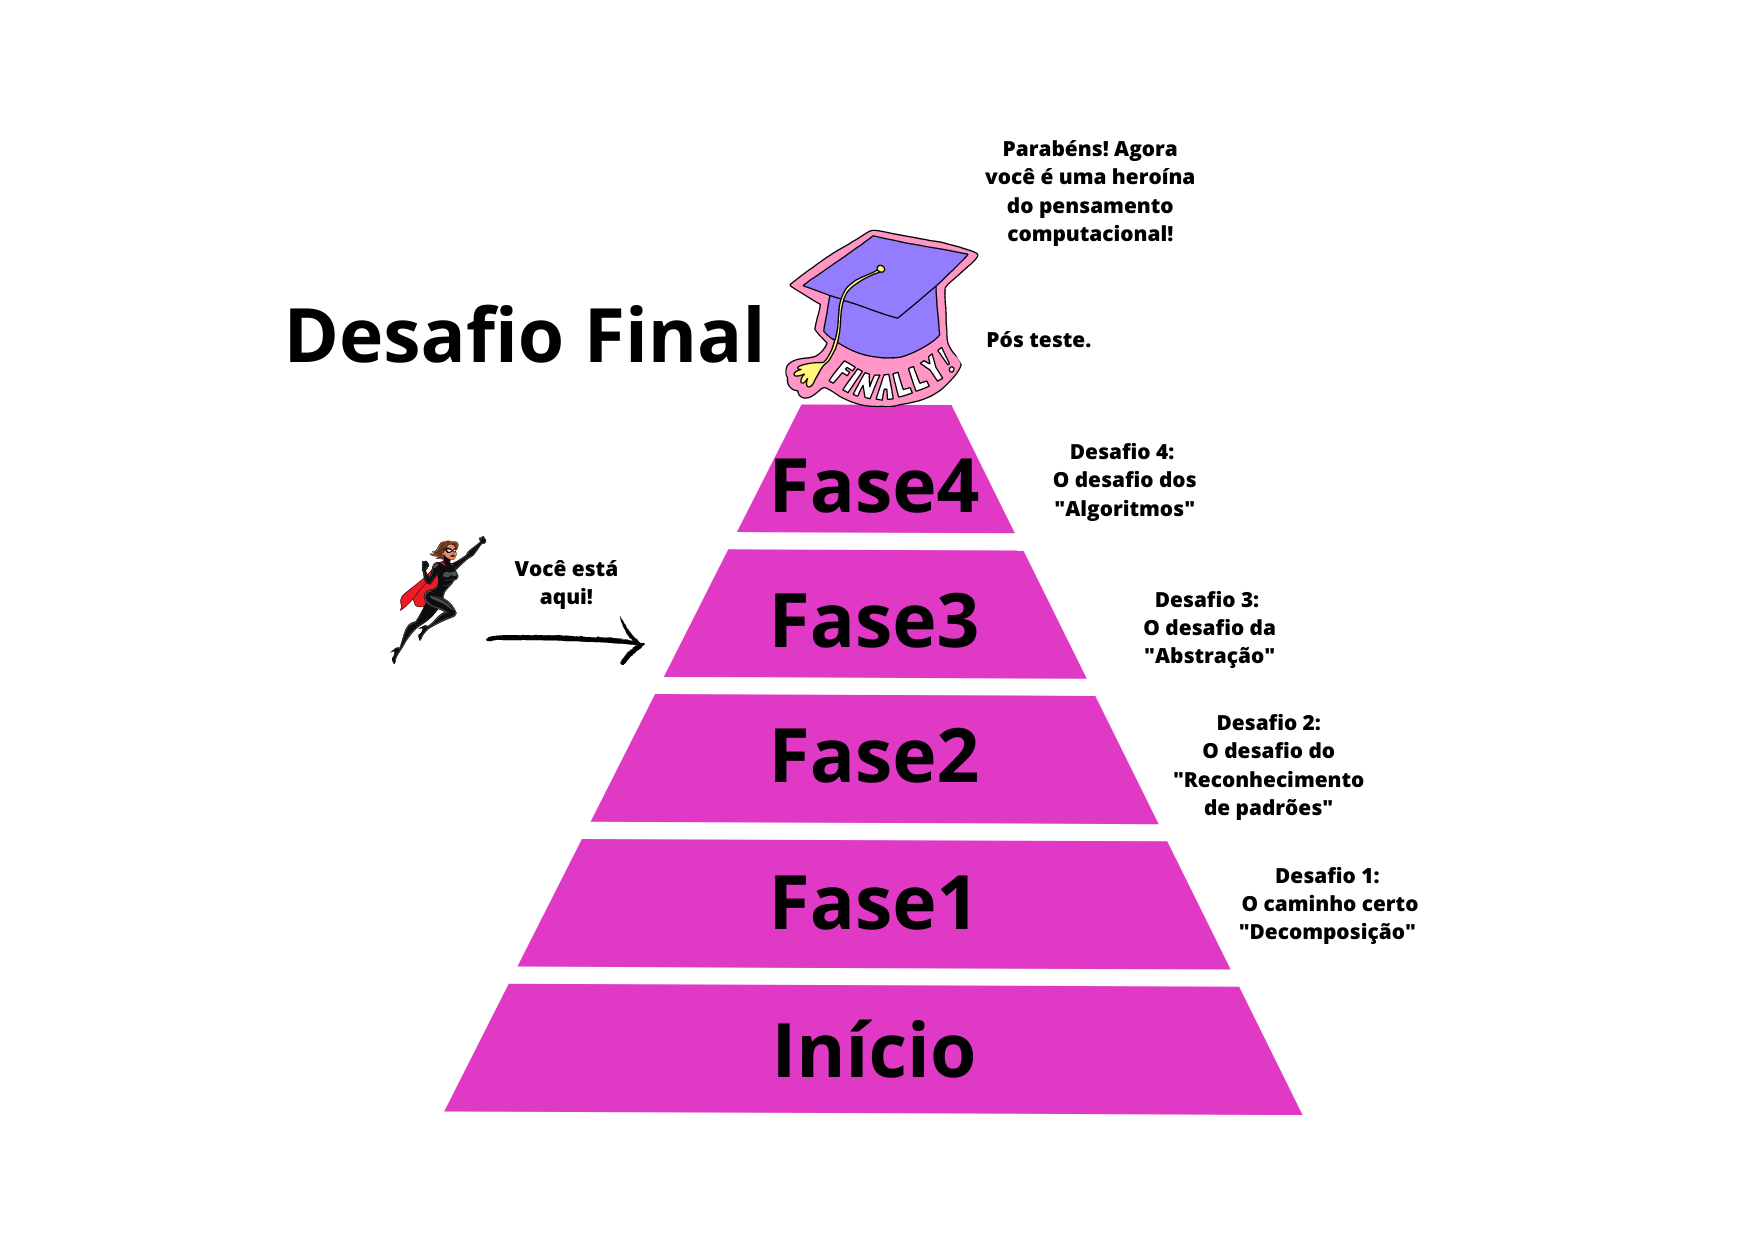 Parabéns! Agora
você é uma heroína
do pensamento
computacional!
Desafio Final
FINALLY!
Pós teste.
Fase4
Desafio 4:
O desafio dos
"Algoritmos"
Você está
aqui!
Fase3
Desafio 3:
O desafio da
"Abstração"
Fase2
Desafio 2:
O desafio do
"Reconhecimento
de padrões"
Fase1
Desafio 1:
O caminho certo
"Decomposição"
Início